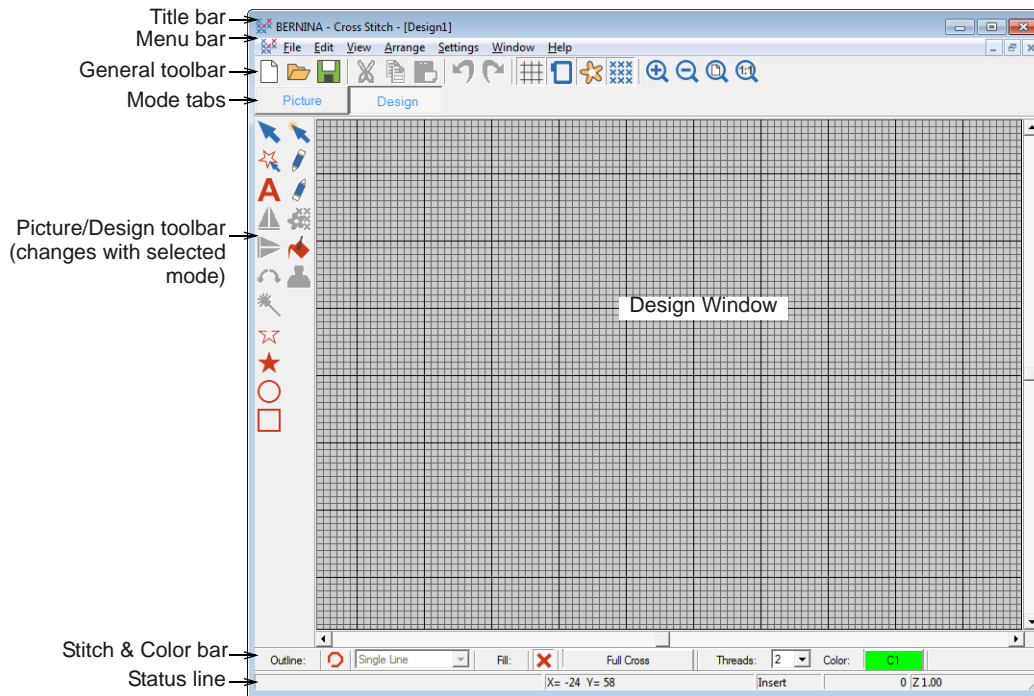 Title bar
BERNINA - Cross Stitch - [Design1]
Menu bar
File Edit View Arrange Settings Window Help
General toolbar
1:1
Mode tabs
Picture Design
A
Picture/Design toolbar
(changes with selected
mode)
Design Window
Stitch & Color bar
Outline: Single Line Fill: Full Cross Threads: 2 Color: C1
Status line
X= -24 Y= 58 Insert 0 Z 1.00